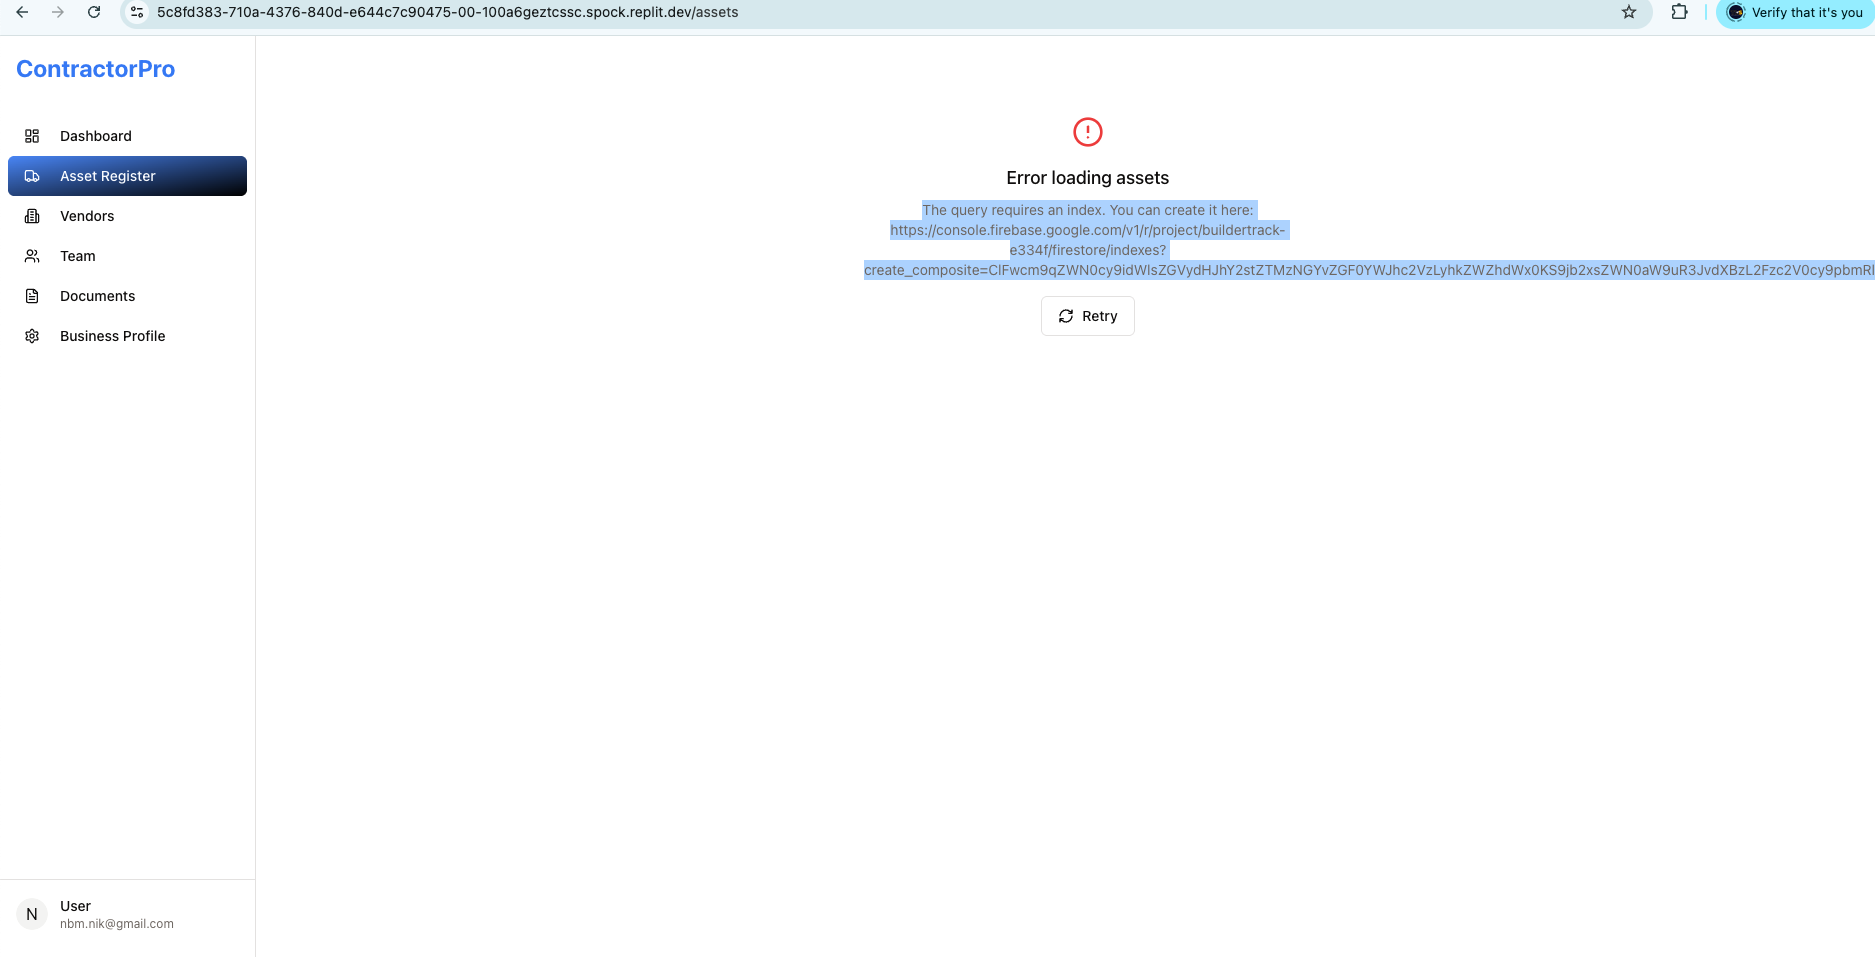 5c8fd383-710a-4376-840d-e644c7c90475-00-100a6geztcssc.spock.replit.dev/assets
Verify that it's you
ContractorPro
Dashboard
Asset Register
Vendors
Team
Documents
Business Profile
Error loading assets
The query requires an index. You can create it here:
https://console.firebase.google.com/v1/r/project/buildertrack-
e334f/firestore/indexes?
create_composite=ClFwcm9qZWN0cy9idWlsZGVydHJhY2stZTMzNGYvZGF0YWJhc2VzLyhkZWZhdWx0KS9jb2xsZWN0aW9uR3JvdXBzL2Fzc2V0cy9pbmRl
Retry
N
User
nbm.nik@gmail.com